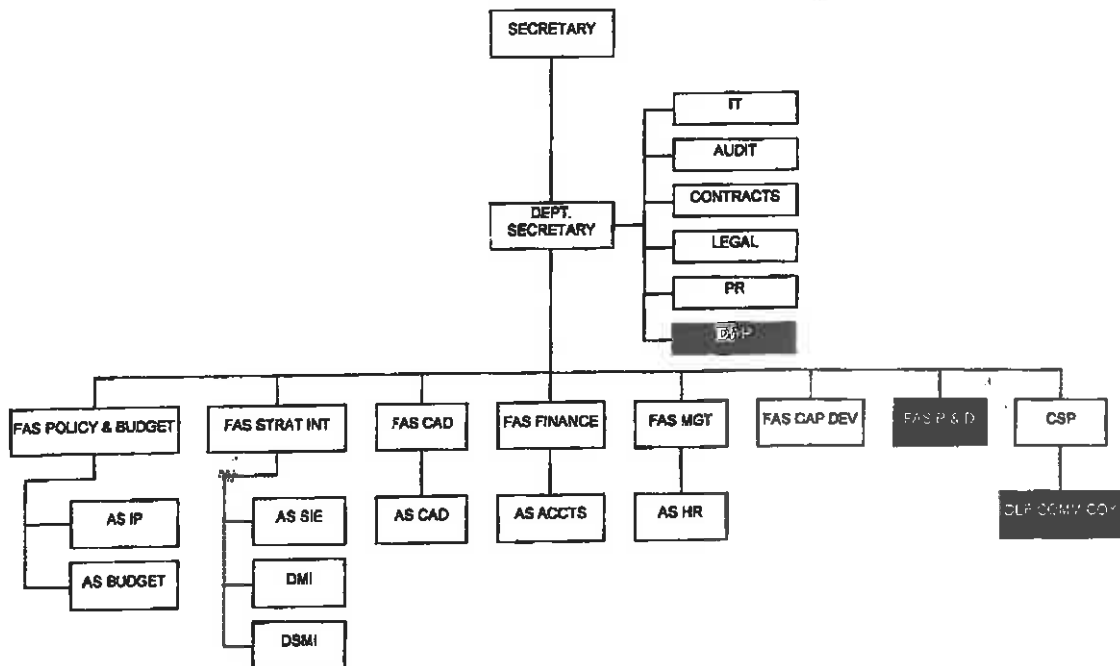 SECRETARY
IT
AUDIT
CONTRACTS
DEPT.
SECRETARY
LEGAL
PR
FAS POLICY & BUDGET
FAS STRAT INT
FAS CAD
FAS FINANCE
FAS MGT
FAS CAP DEV
FAS P & D
CSP
AS IP
AS SIE
AS CAD
AS ACCTS
AS HR
COMM
AS BUDGET
DMI
DSMI